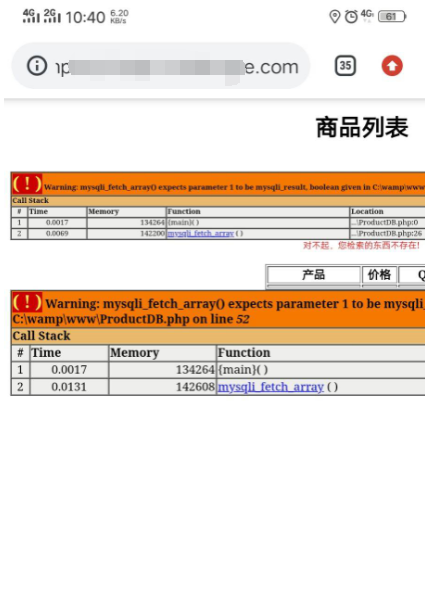 4G 2G 10:40 6.20 KB/s 4G 61
e.com 35
商品列表
( ! ) Warning: mysqli_fetch_array() expects parameter 1 to be mysqli_result, boolean given in C:\wamp\www
Call Stack
# Time Memory Function Location
1 0.0017 134264 {main}( ) ...\ProductDB.php:0
2 0.0069 142200 mysqli_fetch_array ( ) ...\ProductDB.php:26
对不起，您检索的东西不存在!
产品 价格 Q
( ! ) Warning: mysqli_fetch_array() expects parameter 1 to be mysqli
C:\wamp\www\ProductDB.php on line 52
Call Stack
# Time Memory Function
1 0.0017 134264 {main}( )
2 0.0131 142608 mysqli_fetch_array ( )